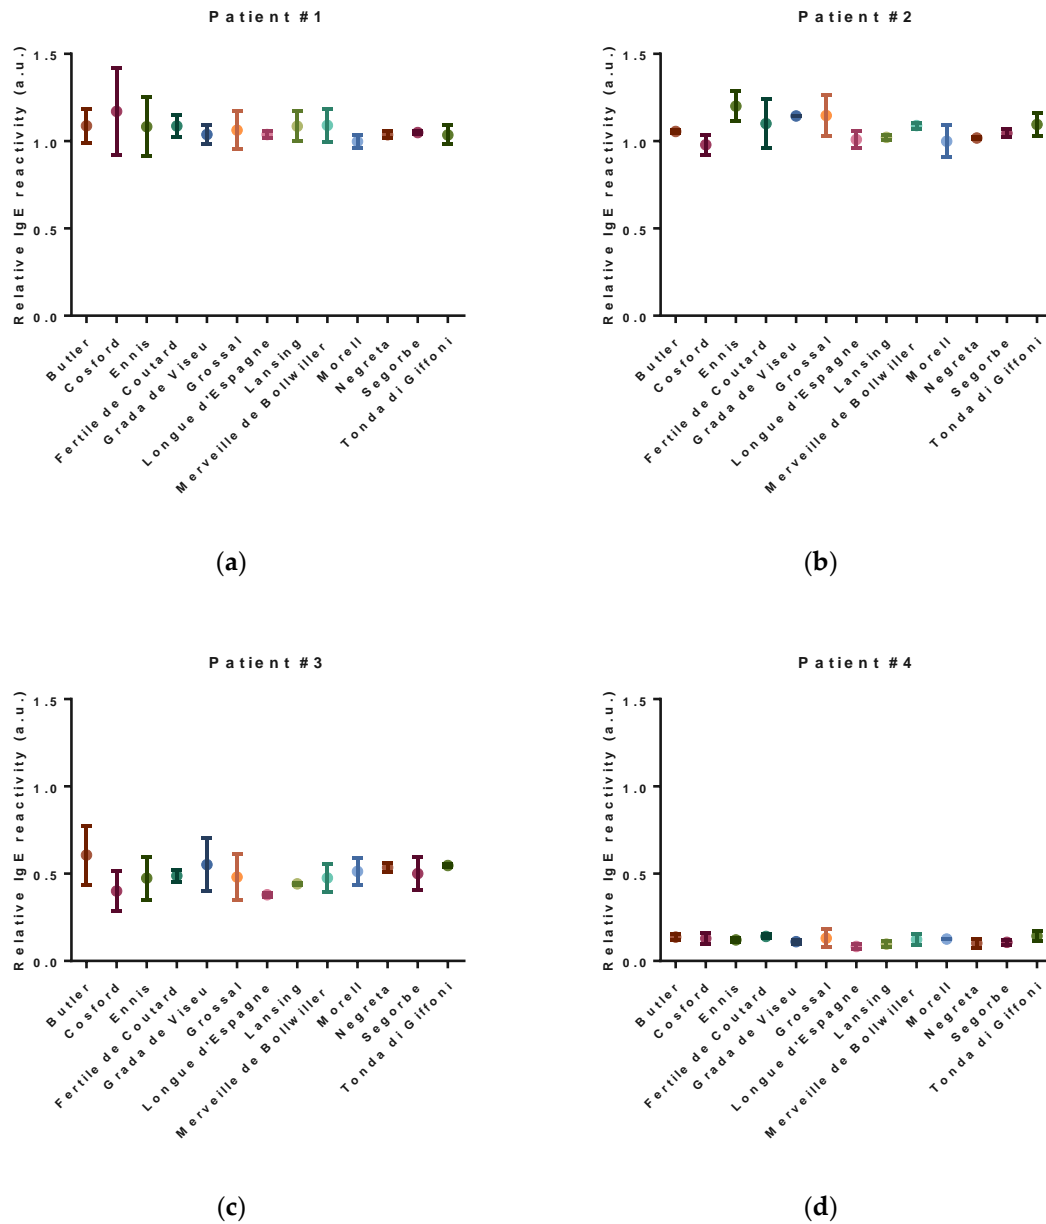 Patient #1
Relative IgE reactivity (a.u.)
1.5
1.0
0.5
0.0
Butler
Cosford
Ennis
Fertile de Coutard
Grada de Viseu
Grossal
Longue d'Espagne
Lansing
Merveille de Bollwiller
Morell
Negreta
Segorbe
Tonda di Giffoni
(a)
Patient #2
Relative IgE reactivity (a.u.)
1.5
1.0
0.5
0.0
Butler
Cosford
Ennis
Fertile de Coutard
Grada de Viseu
Grossal
Longue d'Espagne
Lansing
Merveille de Bollwiller
Morell
Negreta
Segorbe
Tonda di Giffoni
(b)
Patient #3
Relative IgE reactivity (a.u.)
1.5
1.0
0.5
0.0
Butler
Cosford
Ennis
Fertile de Coutard
Grada de Viseu
Grossal
Longue d'Espagne
Lansing
Merveille de Bollwiller
Morell
Negreta
Segorbe
Tonda di Giffoni
(c)
Patient #4
Relative IgE reactivity (a.u.)
1.5
1.0
0.5
0.0
Butler
Cosford
Ennis
Fertile de Coutard
Grada de Viseu
Grossal
Longue d'Espagne
Lansing
Merveille de Bollwiller
Morell
Negreta
Segorbe
Tonda di Giffoni
(d)